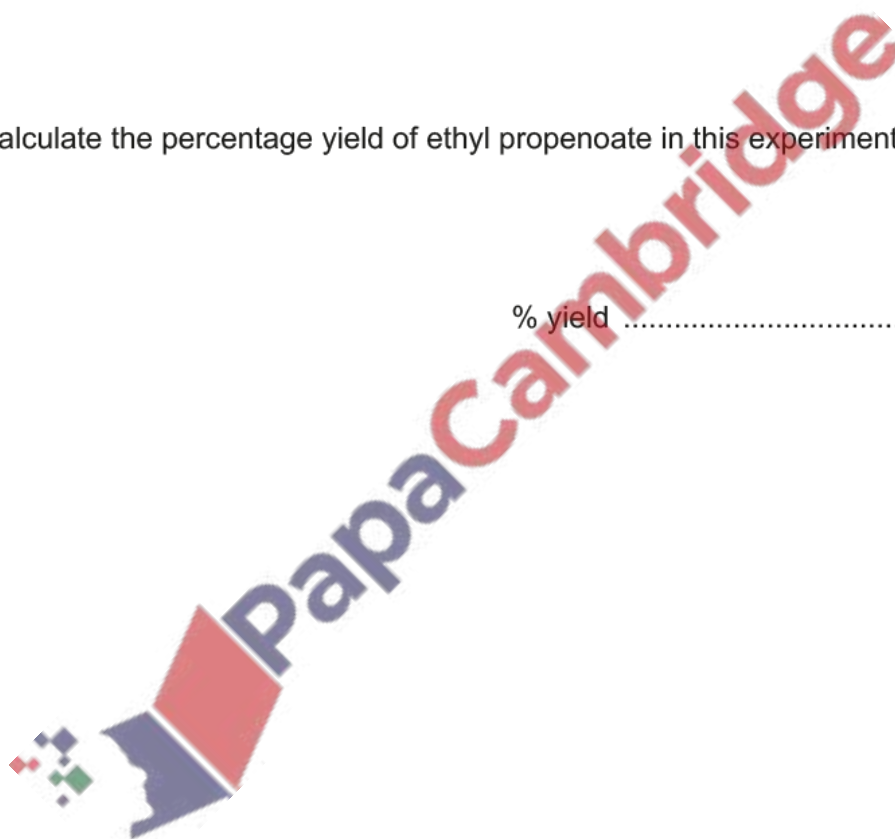 alculate the percentage yield of ethyl propenoate in this experiment
% yield ................................
PapaCambridge